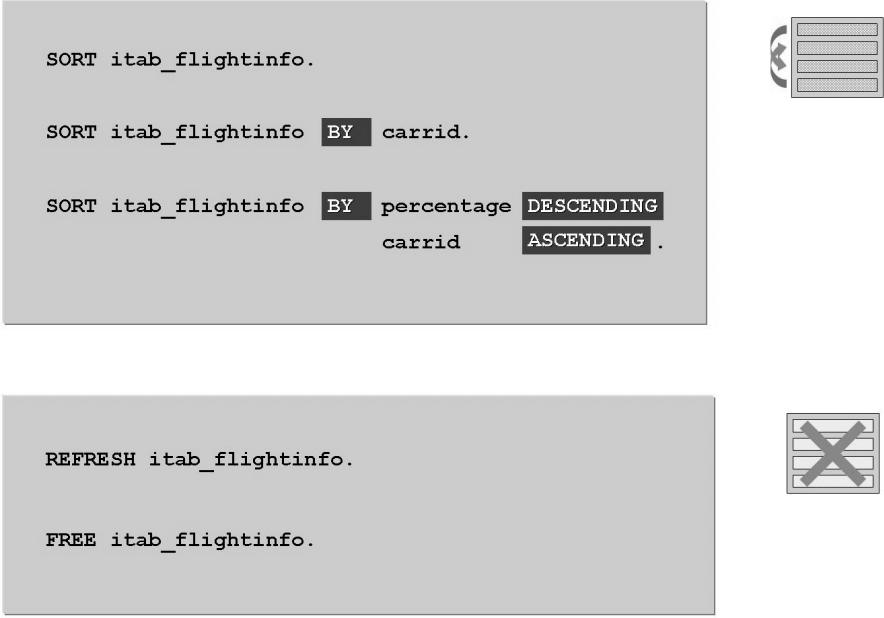 SORT itab_flightinfo.
SORT itab_flightinfo BY carrid.
SORT itab_flightinfo BY percentage DESCENDING
carrid ASCENDING .
REFRESH itab_flightinfo.
FREE itab_flightinfo.